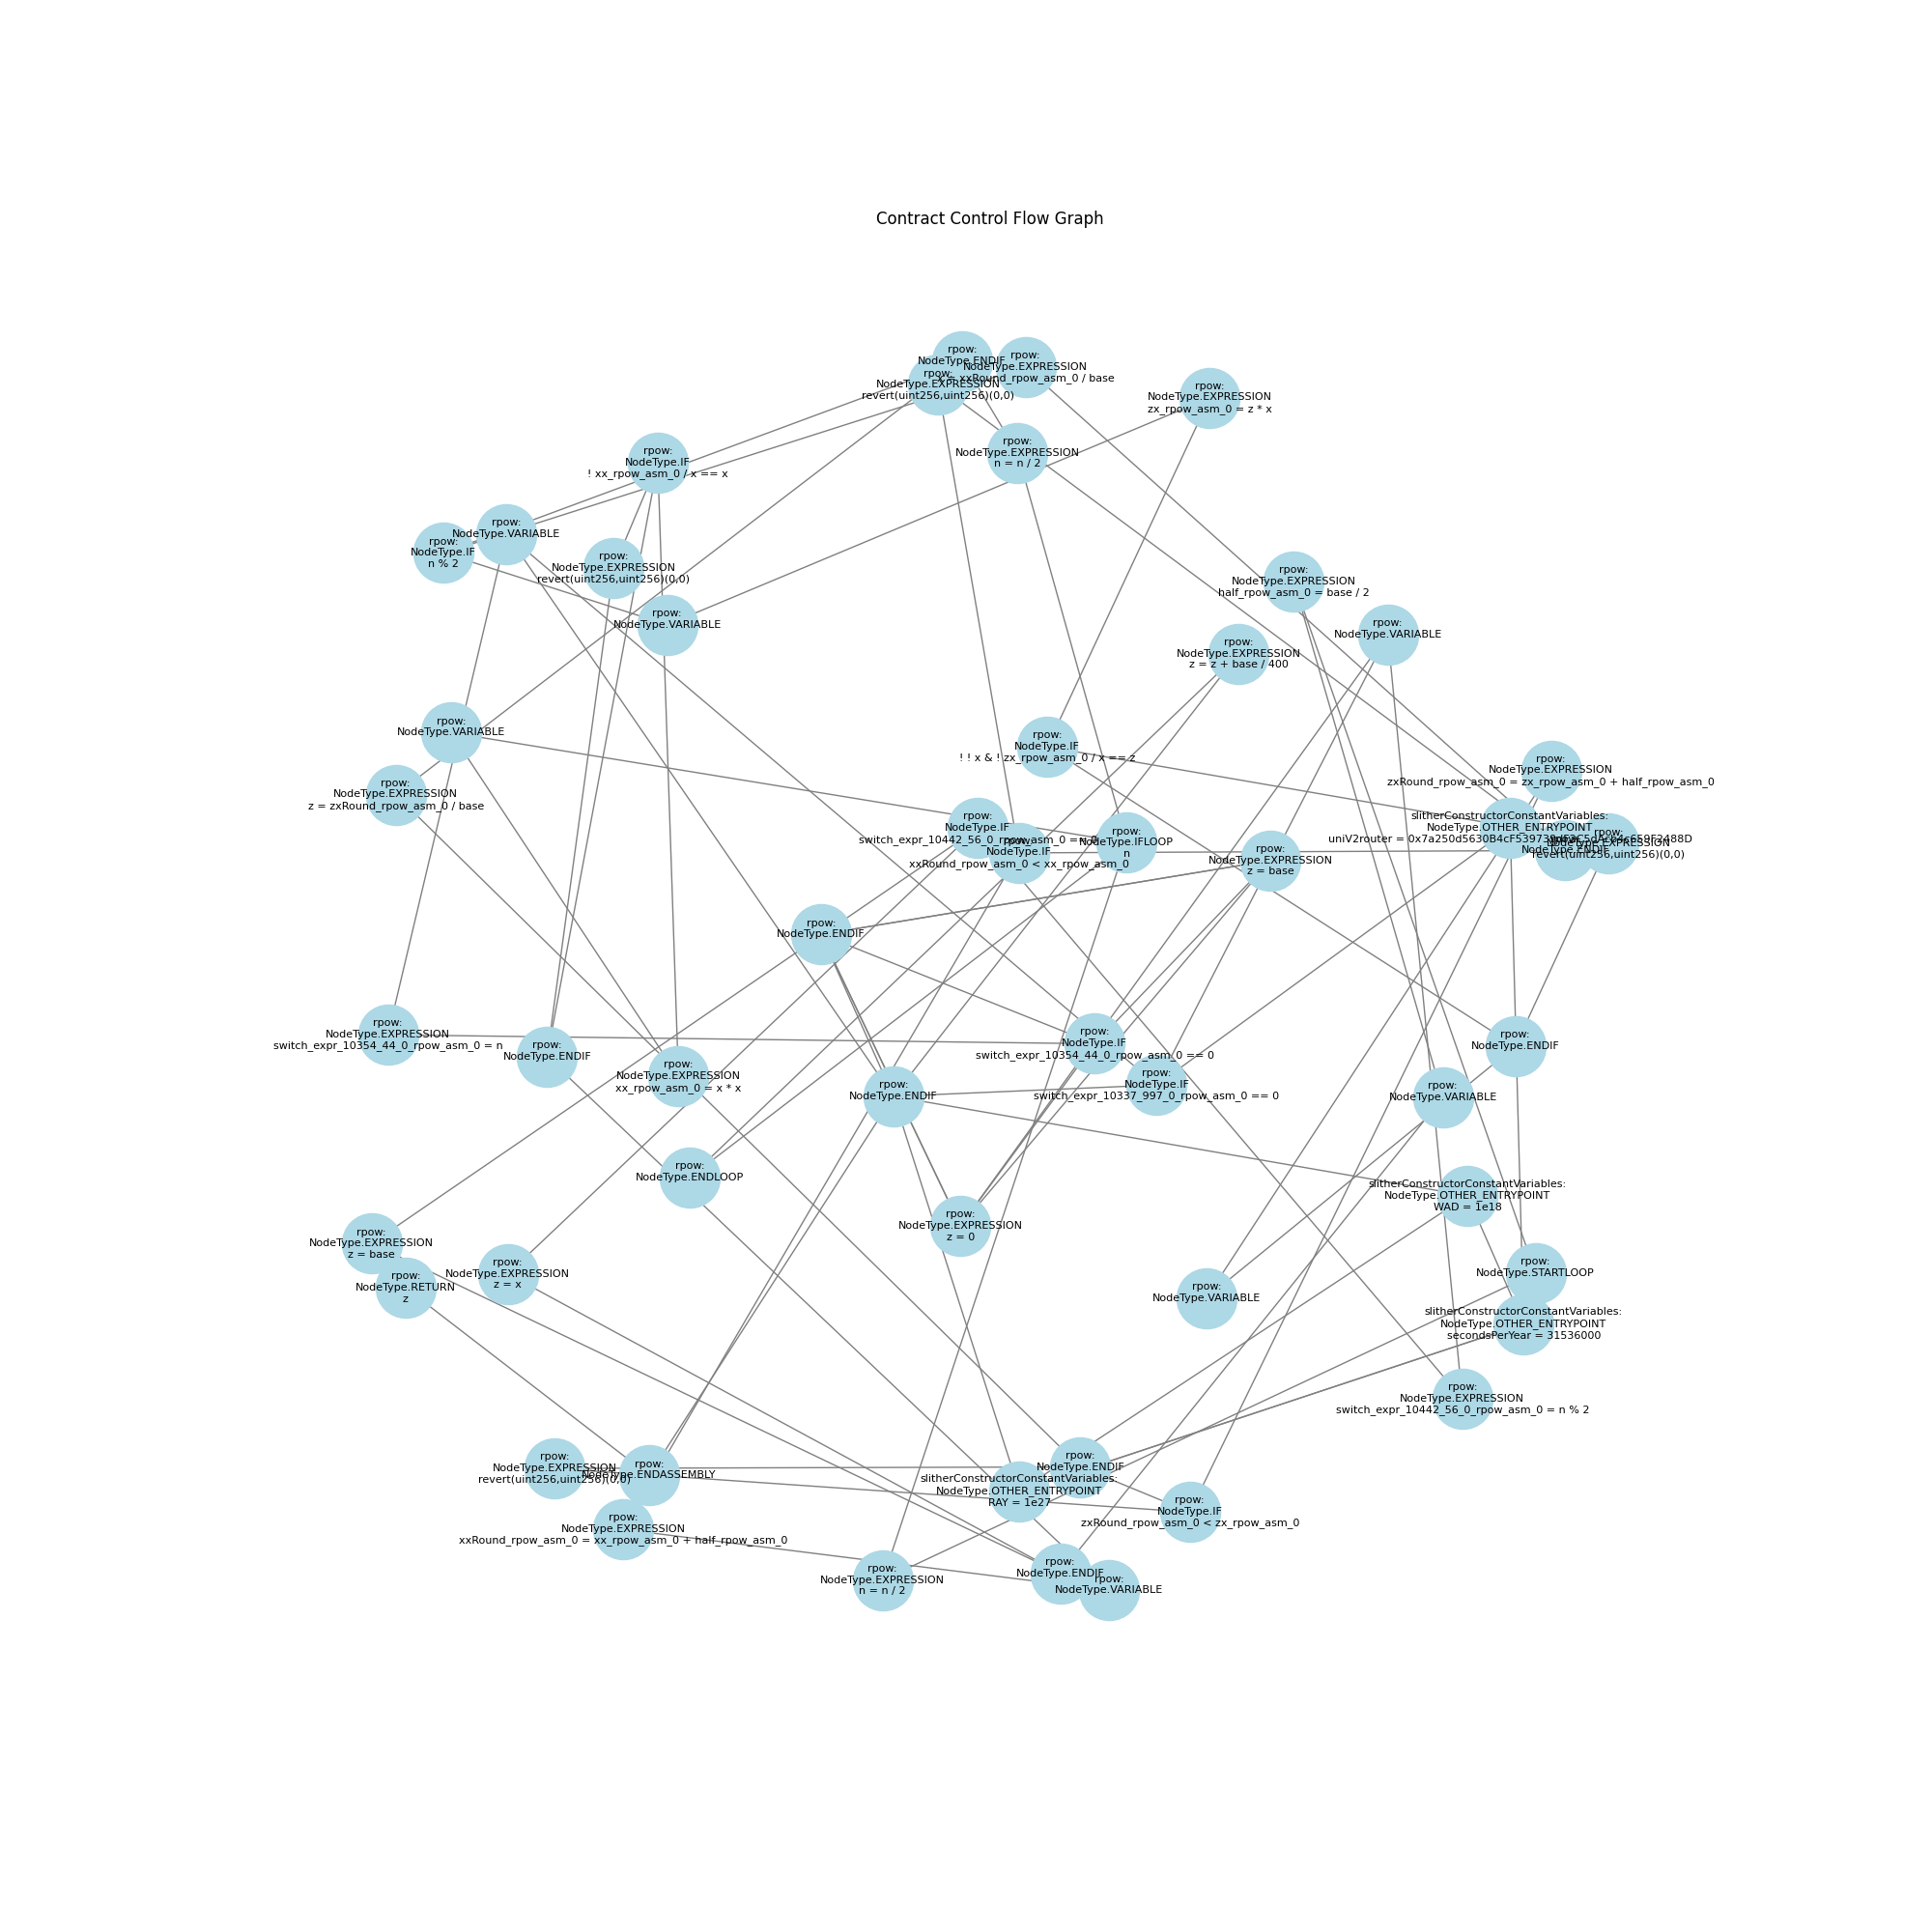 Contract Control Flow Graph
rpow:
NodeType.ENDIF
rpow:
NodeType.EXPRESSION
x = xxRound_rpow_asm_0 / base
rpow:
NodeType.EXPRESSION
revert(uint256,uint256)(0,0)
rpow:
NodeType.EXPRESSION
zx_rpow_asm_0 = z * x
rpow:
NodeType.EXPRESSION
n = n / 2
rpow:
NodeType.IF
! xx_rpow_asm_0 / x == x
rpow:
NodeType.VARIABLE
rpow:
NodeType.IF
n % 2
rpow:
NodeType.EXPRESSION
revert(uint256,uint256)(0,0)
rpow:
NodeType.EXPRESSION
half_rpow_asm_0 = base / 2
rpow:
NodeType.VARIABLE
rpow:
NodeType.VARIABLE
rpow:
NodeType.EXPRESSION
z = z + base / 400
rpow:
NodeType.VARIABLE
rpow:
NodeType.IF
! ! x & ! zx_rpow_asm_0 / x == z
rpow:
NodeType.EXPRESSION
zxRound_rpow_asm_0 = zx_rpow_asm_0 + half_rpow_asm_0
rpow:
NodeType.EXPRESSION
z = zxRound_rpow_asm_0 / base
rpow:
NodeType.IF
switch_expr_10442_56_0_rpow_asm_0 == 0
slitherConstructorConstantVariables:
NodeType.OTHER_ENTRYPOINT
rpow:
NodeType.IFLOOP
n
NodeType.IF
xxRound_rpow_asm_0 < xx_rpow_asm_0
rpow:
revert(uint256,uint256)(0,0)
NodeType.ENDIF
rpow:
NodeType.EXPRESSION
z = base
rpow:
NodeType.ENDIF
rpow:
NodeType.EXPRESSION
switch_expr_10354_44_0_rpow_asm_0 = n
rpow:
NodeType.ENDIF
rpow:
NodeType.IF
switch_expr_10354_44_0_rpow_asm_0 == 0
rpow:
NodeType.ENDIF
rpow:
NodeType.EXPRESSION
xx_rpow_asm_0 = x * x
rpow:
NodeType.IF
switch_expr_10337_997_0_rpow_asm_0 == 0
rpow:
NodeType.ENDIF
rpow:
NodeType.VARIABLE
rpow:
NodeType.ENDLOOP
slitherConstructorConstantVariables:
NodeType.OTHER_ENTRYPOINT
WAD = 1e18
rpow:
NodeType.EXPRESSION
z = 0
rpow:
NodeType.EXPRESSION
z = base
rpow:
NodeType.STARTLOOP
rpow:
NodeType.EXPRESSION
z = x
rpow:
NodeType.RETURN
z
rpow:
NodeType.VARIABLE
slitherConstructorConstantVariables:
NodeType.OTHER_ENTRYPOINT
secondsPerYear = 31536000
rpow:
NodeType.EXPRESSION
switch_expr_10442_56_0_rpow_asm_0 = n % 2
rpow:
NodeType.EXPRESSION
revert(uint256,uint256)(0,0)
rpow:
NodeType.ENDASSEMBLY
rpow:
NodeType.ENDIF
slitherConstructorConstantVariables:
NodeType.OTHER_ENTRYPOINT
RAY = 1e27
rpow:
NodeType.IF
zxRound_rpow_asm_0 < zx_rpow_asm_0
rpow:
NodeType.EXPRESSION
xxRound_rpow_asm_0 = xx_rpow_asm_0 + half_rpow_asm_0
rpow:
NodeType.EXPRESSION
n = n / 2
rpow:
NodeType.ENDIF
rpow:
NodeType.VARIABLE